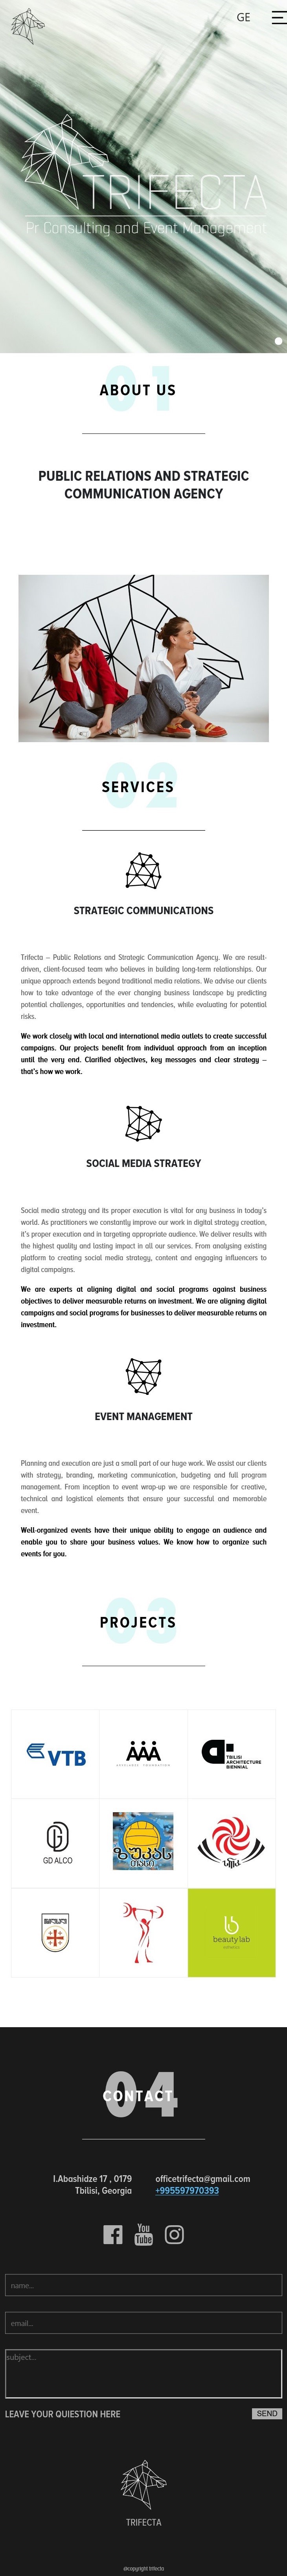 GE
TRIFECTA
Pr Consulting and Event Management
01
ABOUT US
PUBLIC RELATIONS AND STRATEGIC
COMMUNICATION AGENCY
02
SERVICES
STRATEGIC COMMUNICATIONS
Trifecta – Public Relations and Strategic Communication Agency. We are result-
driven, client-focused team who believes in building long-term relationships. Our
unique approach extends beyond traditional media relations. We advise our clients
how to take advantage of the ever changing business landscape by predicting
potential challenges, opportunities and tendencies, while evaluating for potential
risks.
We work closely with local and international media outlets to create successful
campaigns. Our projects benefit from individual approach from an inception
until the very end. Clarified objectives, key messages and clear strategy –
that's how we work.
SOCIAL MEDIA STRATEGY
Social media strategy and its proper execution is vital for any business in today's
world. As practitioners we constantly improve our work in digital strategy creation,
it's proper execution and in targeting appropriate audience. We deliver results with
the highest quality and lasting impact in all our services. From analysing existing
platform to creating social media strategy, content and engaging influencers to
digital campaigns.
We are experts at aligning digital and social programs against business
objectives to deliver measurable returns on investment. We are aligning digital
campaigns and social programs for businesses to deliver measurable returns on
investment.
EVENT MANAGEMENT
Planning and execution are just a small part of our huge work. We assist our clients
with strategy, branding, marketing communication, budgeting and full program
management. From inception to event wrap-up we are responsible for creative,
technical and logistical elements that ensure your successful and memorable
event.
Well-organized events have their unique ability to engage an audience and
enable you to share your business values. We know how to organize such
events for you.
03
PROJECTS
VTB
TBILISI
ARCHITECTURE
BIENNIAL
GD ALCO
beauty lab
04
CONTACT
I.Abashidze 17 , 0179
Tbilisi, Georgia
officetrifecta@gmail.com
+995597970393
You
Tube
name...
email...
subject...
LEAVE YOUR QUIESTION HERE
SEND
TRIFECTA
@copyright trifecta